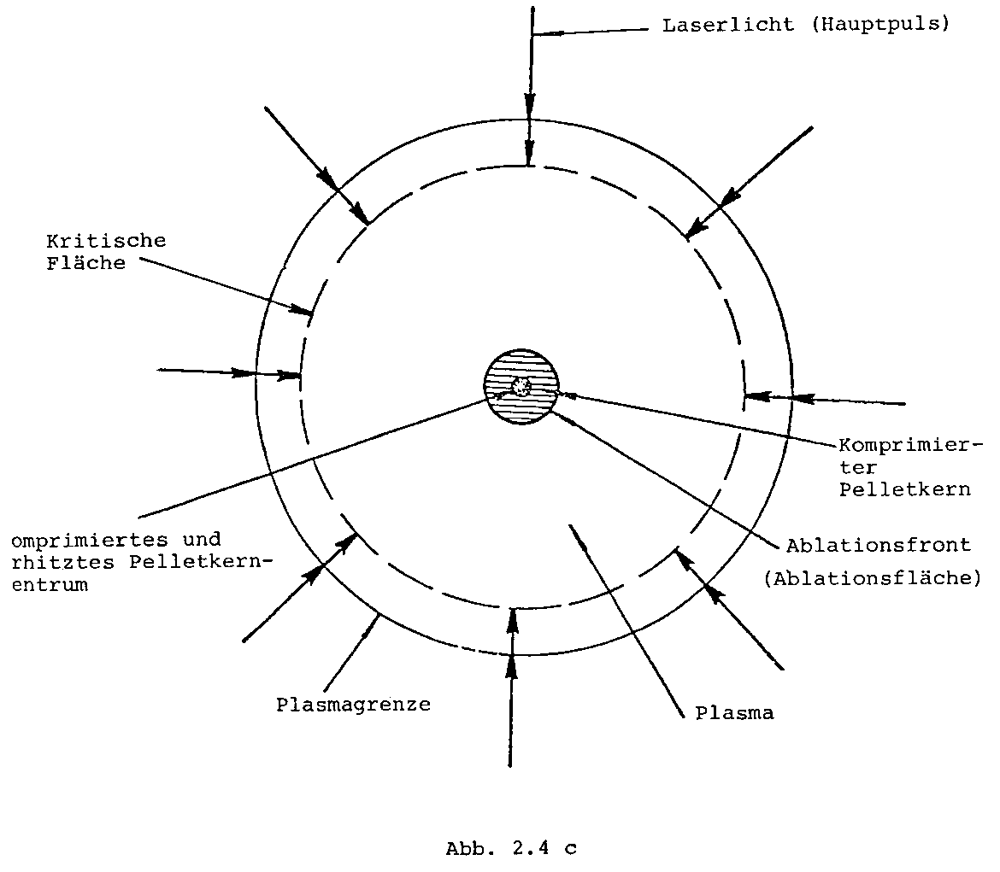 Laserlicht (Hauptpuls)
Kritische
Fläche
Komprimier-
ter
Pelletkern
omprimiertes und
rhitztes Pelletkern-
entrum
Ablationsfront
(Ablationsfläche)
Plasmagrenze
Plasma
Abb. 2.4 c